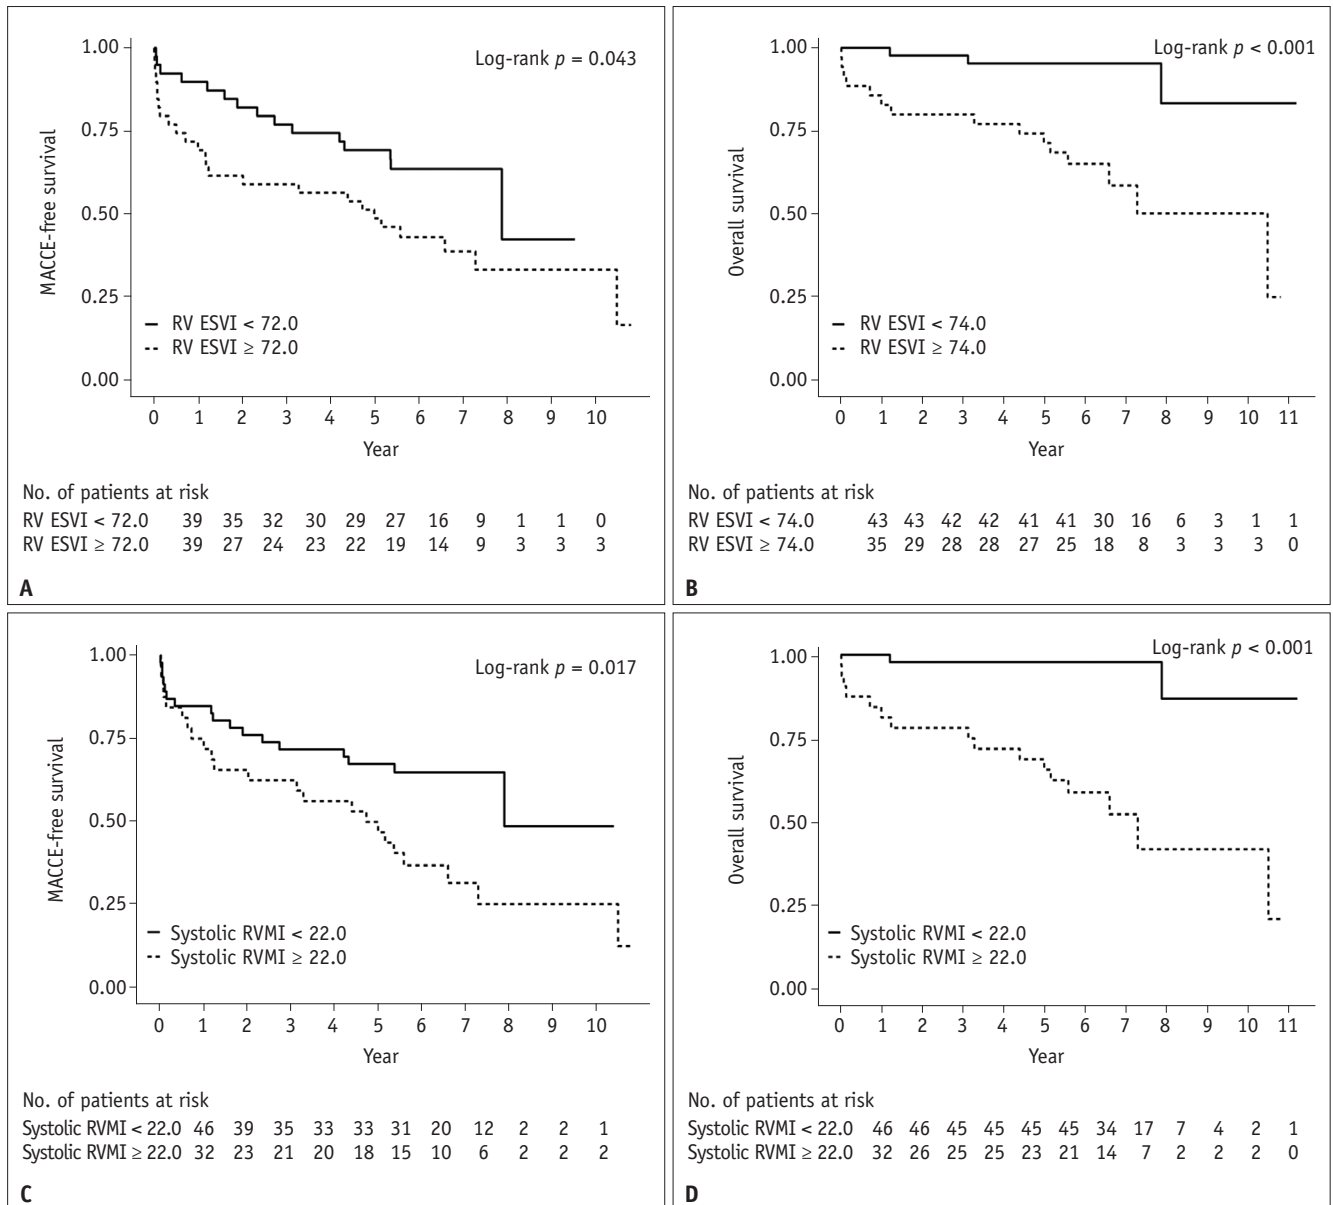 Log-rank p = 0.043
1.00
0.75
0.50
0.25
0.00
MACCE-free survival
RV ESVI < 72.0
RV ESVI ≥ 72.0
0 1 2 3 4 5 6 7 8 9 10
Year
No. of patients at risk
RV ESVI < 72.0 39 35 32 30 29 27 16 9 1 1 0
RV ESVI ≥ 72.0 39 27 24 23 22 19 14 9 3 3 3
A
Log-rank p < 0.001
1.00
0.75
0.50
0.25
0.00
Overall survival
RV ESVI < 74.0
RV ESVI ≥ 74.0
0 1 2 3 4 5 6 7 8 9 10 11
Year
No. of patients at risk
RV ESVI < 74.0 43 43 42 42 41 41 30 16 6 3 1 1
RV ESVI ≥ 74.0 35 29 28 28 27 25 18 8 3 3 3 0
B
Log-rank p = 0.017
1.00
0.75
0.50
0.25
0.00
MACCE-free survival
Systolic RVMI < 22.0
Systolic RVMI ≥ 22.0
0 1 2 3 4 5 6 7 8 9 10
Year
No. of patients at risk
Systolic RVMI < 22.0 46 39 35 33 33 31 20 12 2 2 1
Systolic RVMI ≥ 22.0 32 23 21 20 18 15 10 6 2 2 2
C
Log-rank p < 0.001
1.00
0.75
0.50
0.25
0.00
Overall survival
Systolic RVMI < 22.0
Systolic RVMI ≥ 22.0
0 1 2 3 4 5 6 7 8 9 10 11
Year
No. of patients at risk
Systolic RVMI < 22.0 46 46 45 45 45 45 34 17 7 4 2 1
Systolic RVMI ≥ 22.0 32 26 25 25 23 21 14 7 2 2 2 0
D